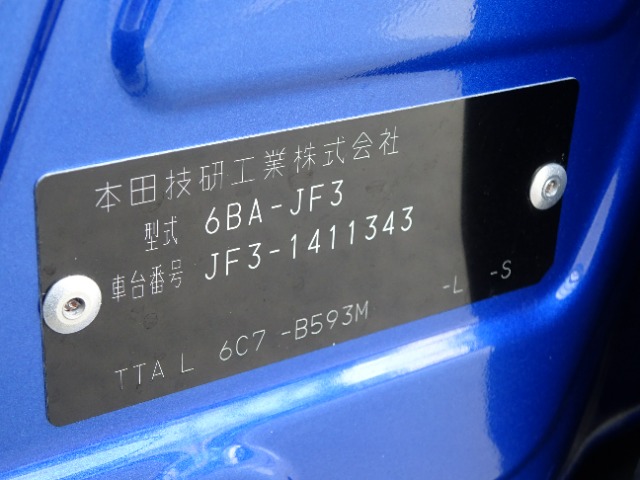 本田技研工業株式会社
型式 6BA-JF3
車台番号 JF3-1411343
TTA L 6C7 -B593M -L -S